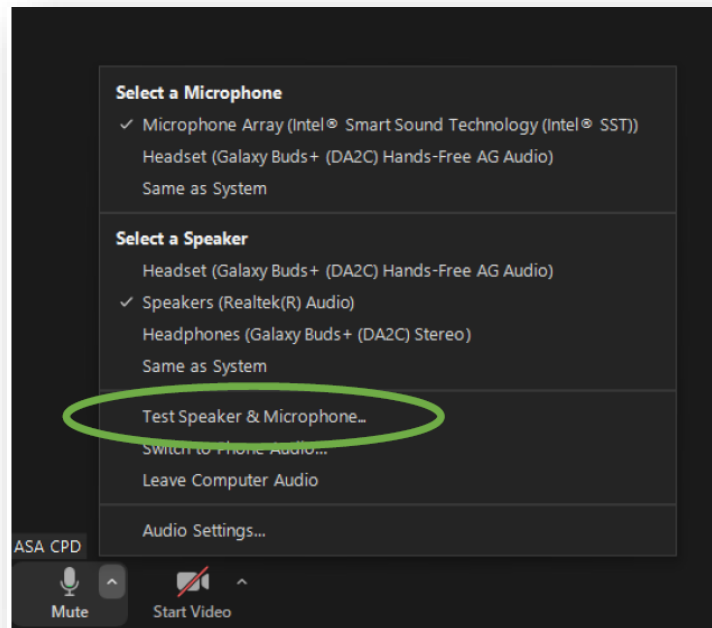 Select a Microphone
✓ Microphone Array (Intel® Smart Sound Technology (Intel® SST))
Headset (Galaxy Buds+ (DA2C) Hands-Free AG Audio)
Same as System
Select a Speaker
Headset (Galaxy Buds+ (DA2C) Hands-Free AG Audio)
✓ Speakers (Realtek(R) Audio)
Headphones (Galaxy Buds+ (DA2C) Stereo)
Same as System
Test Speaker & Microphone...
Switch to Phone Audio...
Leave Computer Audio
Audio Settings...
ASA CPD
Mute
Start Video